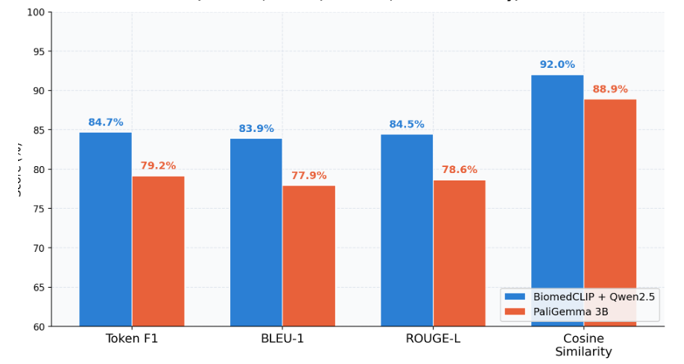 100
95
90
85
80
75
70
65
60
84.7%
79.2%
83.9%
77.9%
84.5%
78.6%
92.0%
88.9%
Token F1
BLEU-1
ROUGE-L
Cosine
Similarity
BiomedCLIP + Qwen2.5
PaliGemma 3B